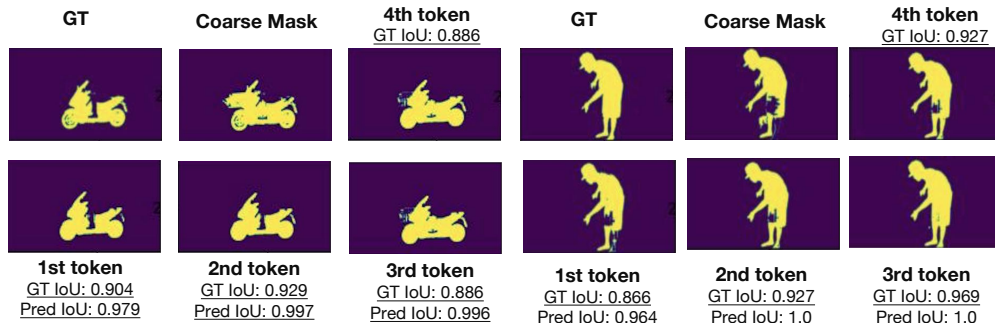 GT
Coarse Mask
4th token
GT IoU: 0.886
GT
Coarse Mask
4th token
GT IoU: 0.927
1st token
GT IoU: 0.904
Pred IoU: 0.979
2nd token
GT IoU: 0.929
Pred IoU: 0.997
3rd token
GT IoU: 0.886
Pred IoU: 0.996
1st token
GT IoU: 0.866
Pred IoU: 0.964
2nd token
GT IoU: 0.927
Pred IoU: 1.0
3rd token
GT IoU: 0.969
Pred IoU: 1.0